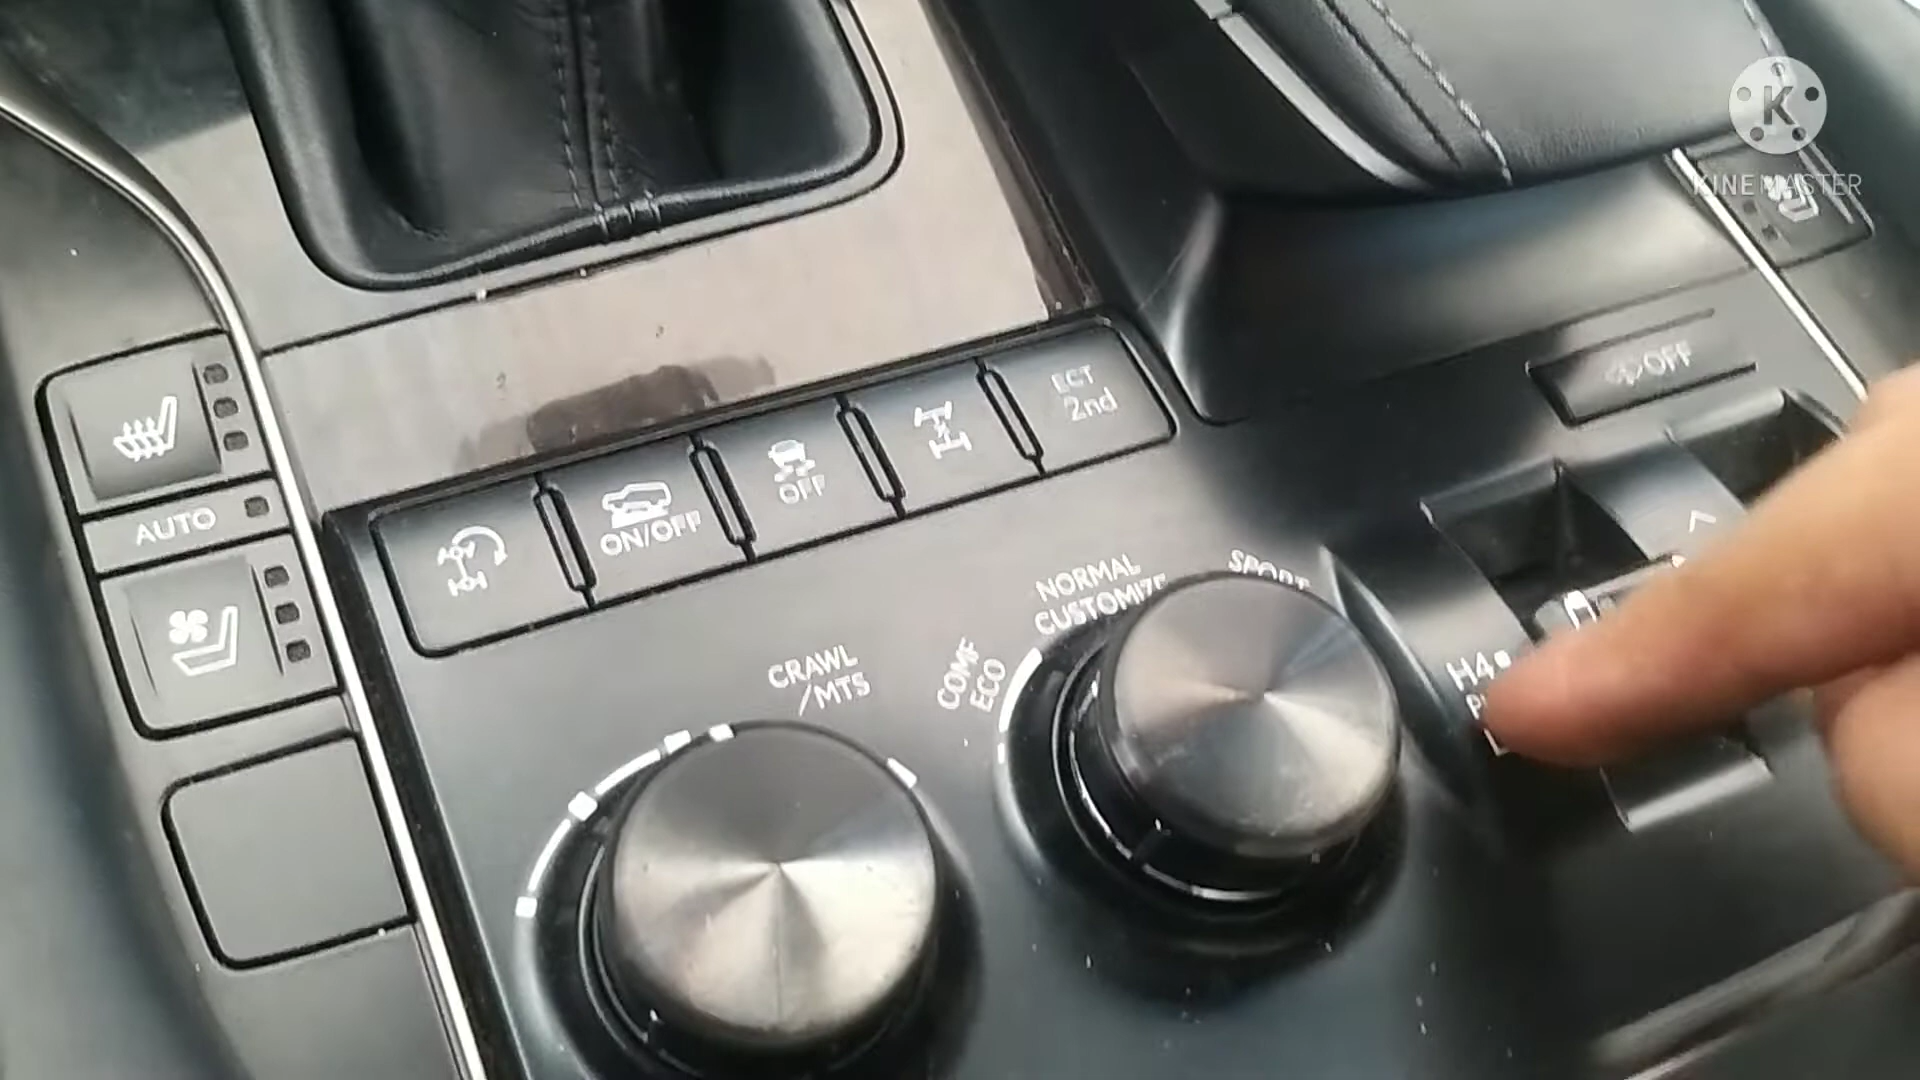 K
KINEMASTER
ECT
2nd
OFF
OFF
ON/OFF
AUTO
NORMAL
CUSTOMIZE
SPORT
COMF
ECO
CRAWL
/MTS
H4